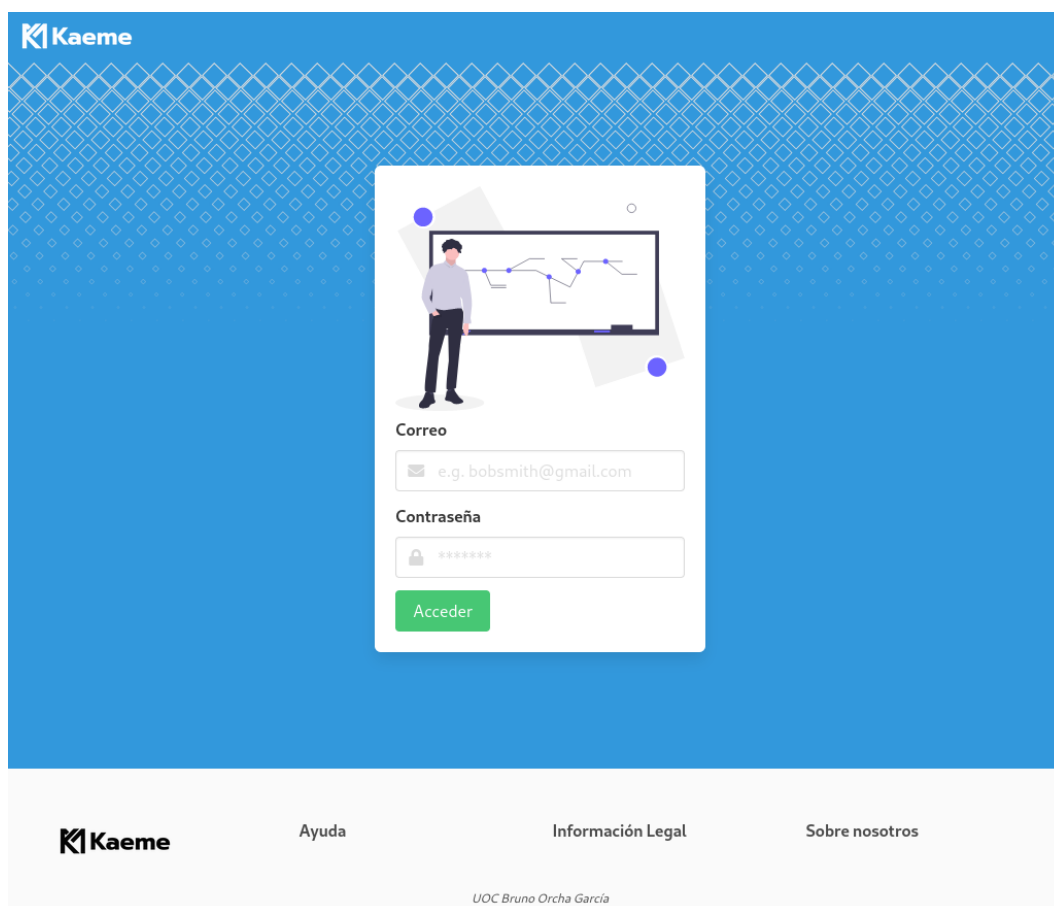 Kaeme
Correo
e.g. bobsmith@gmail.com
Contraseña
*******
Acceder
Kaeme
Ayuda
Información Legal
Sobre nosotros
UOC Bruno Orcha García